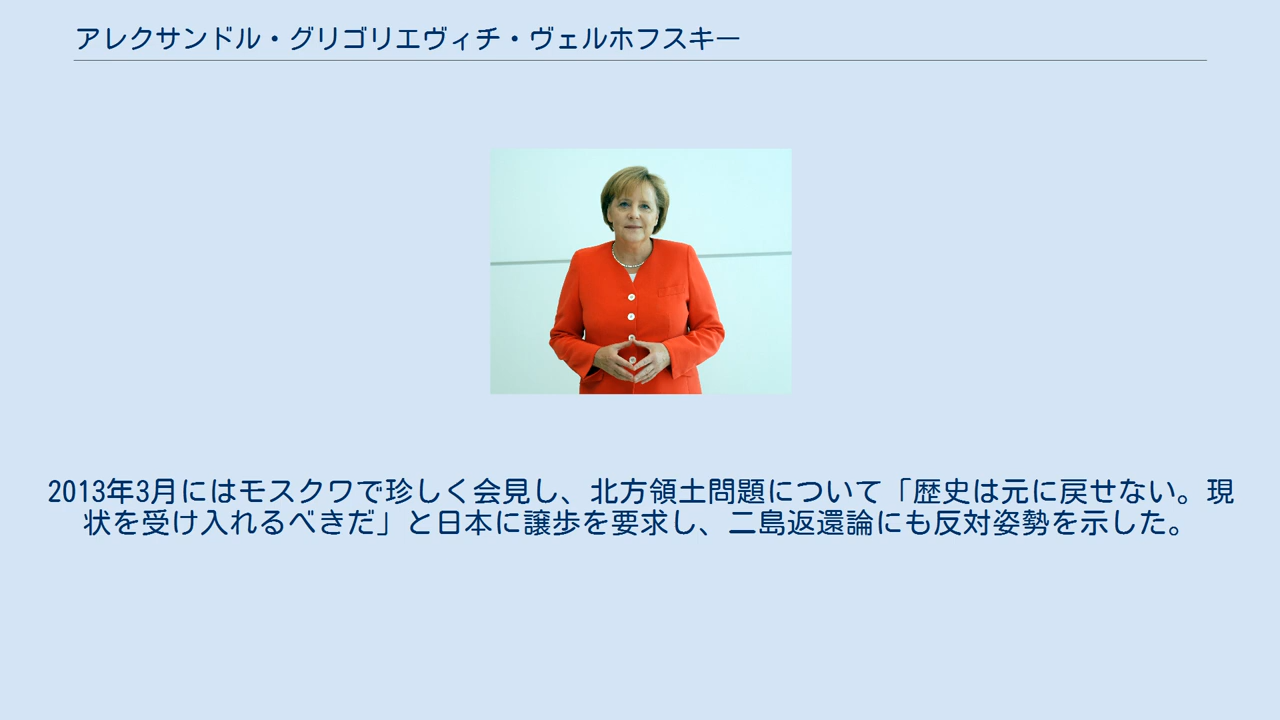 アレクサンドル・グリゴリエヴィチ・ヴェルホフスキー
2013年3月にはモスクワで珍しく会見し、北方領土問題について「歴史は元に戻せない。現
状を受け入れるべきだ」と日本に譲歩を要求し、二島返還論にも反対姿勢を示した。